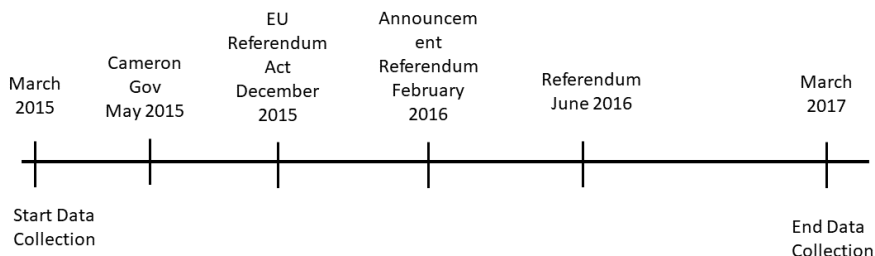 March
2015
Cameron
Gov
May 2015
EU
Referendum
Act
December
2015
Announcem
ent
Referendum
February
2016
Referendum
June 2016
March
2017
Start Data
Collection
End Data
Collection